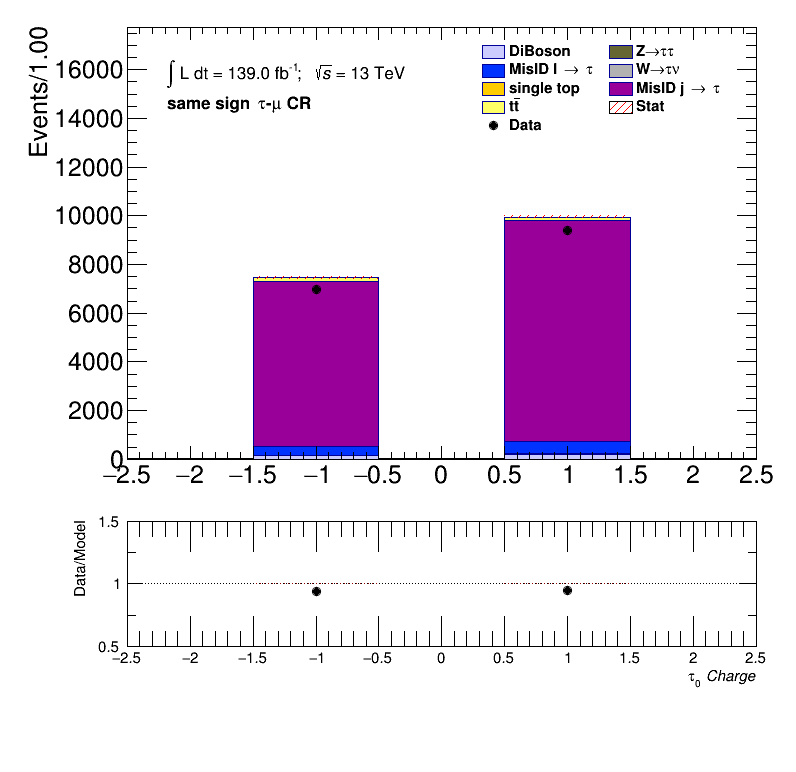 Events/1.00
16000
14000
12000
10000
8000
6000
4000
2000
0
∫ L dt = 139.0 fb⁻¹; √s = 13 TeV
same sign τ-μ CR
DiBoson
MisID l → τ
single top
tt̄
Data
Z→ττ
W→τν
MisID j → τ
Stat
−2.5 −2 −1.5 −1 −0.5 0 0.5 1 1.5 2 2.5
Data/Model
1.5
1
0.5
−2.5 −2 −1.5 −1 −0.5 0 0.5 1 1.5 2 2.5
τ₀ Charge